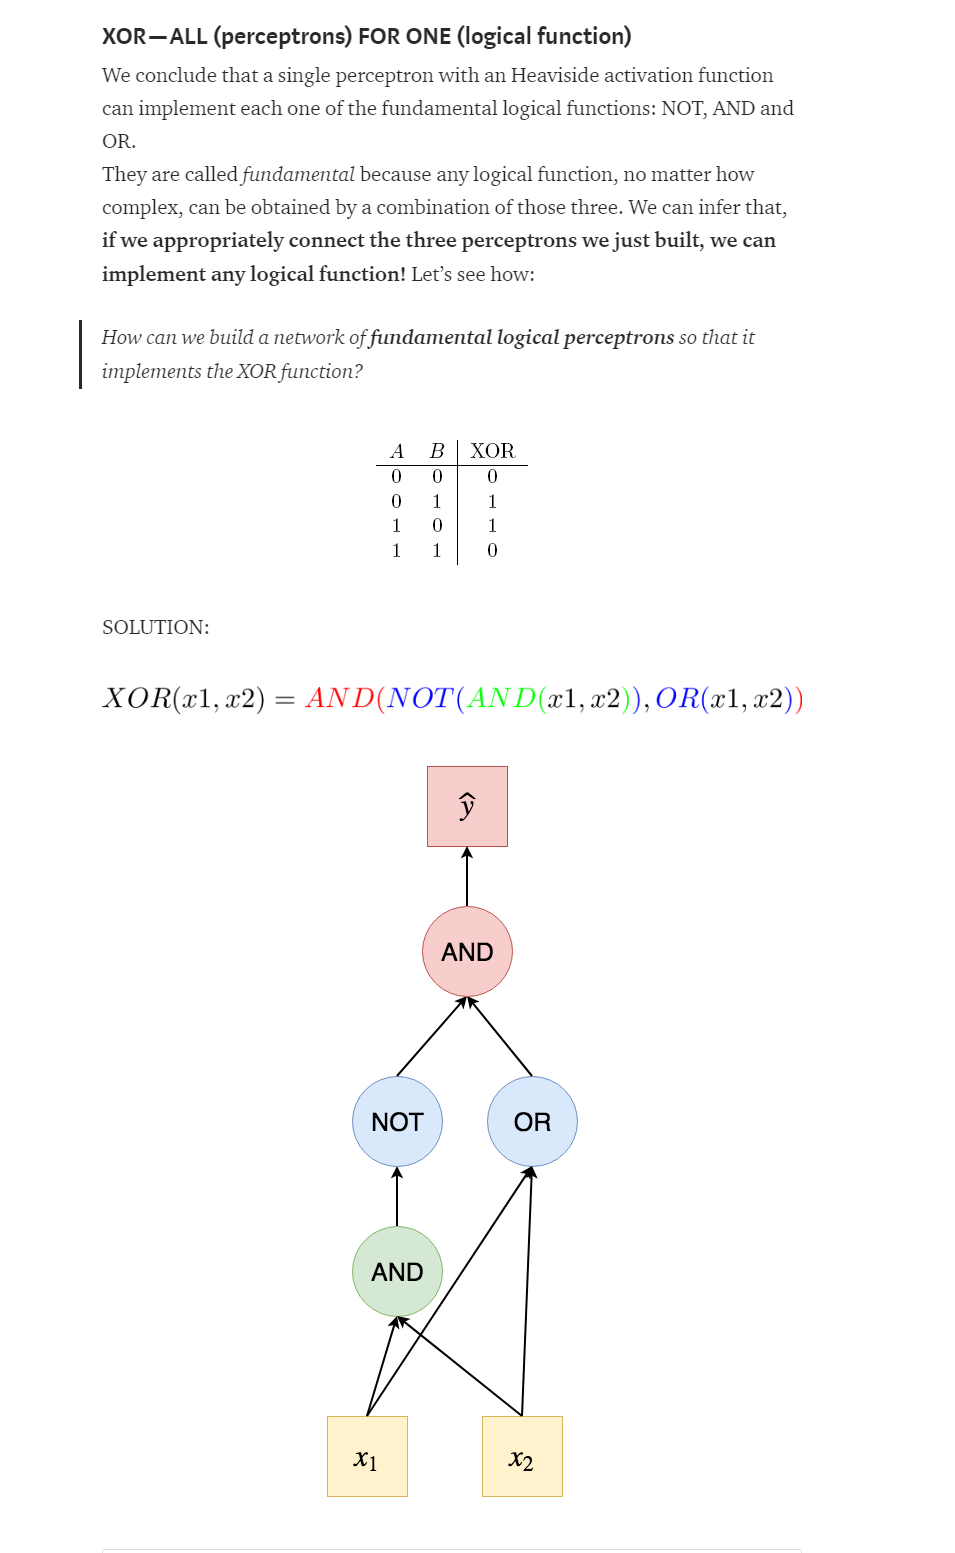 XOR — ALL (perceptrons) FOR ONE (logical function)
We conclude that a single perceptron with an Heaviside activation function
can implement each one of the fundamental logical functions: NOT, AND and
OR.
They are called fundamental because any logical function, no matter how
complex, can be obtained by a combination of those three. We can infer that,
if we appropriately connect the three perceptrons we just built, we can
implement any logical function! Let’s see how:
How can we build a network of fundamental logical perceptrons so that it
implements the XOR function?
A B XOR
0 0 0
0 1 1
1 0 1
1 1 0
SOLUTION:
XOR(x1, x2) = AND(NOT(AND(x1, x2)), OR(x1, x2))
ŷ
AND
NOT OR
AND
x1 x2